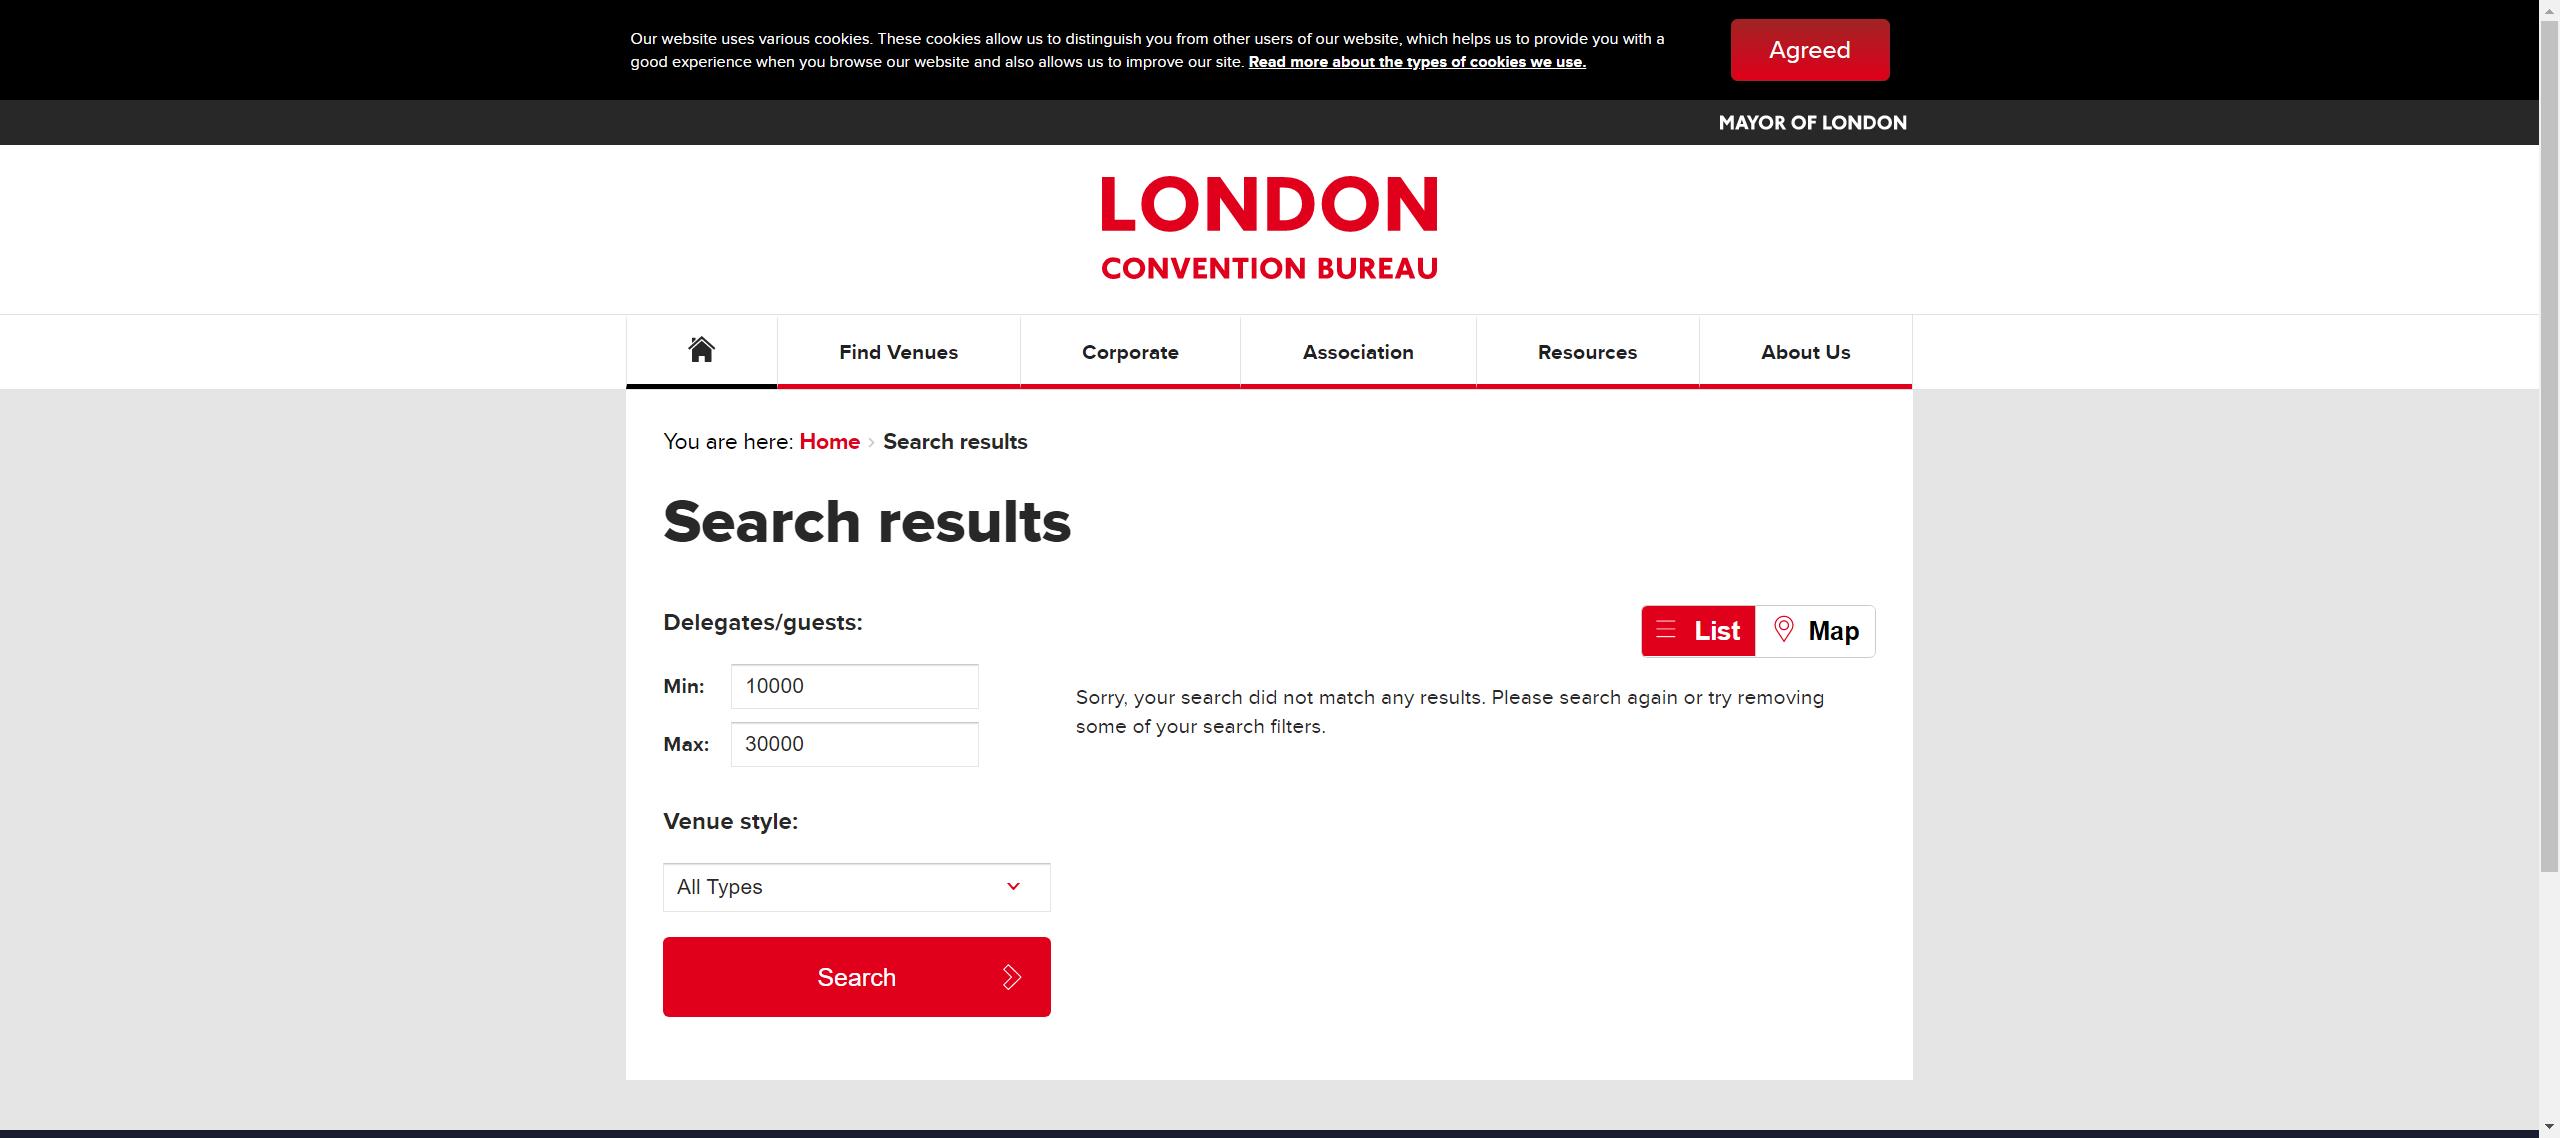 Our website uses various cookies. These cookies allow us to distinguish you from other users of our website, which helps us to provide you with a
good experience when you browse our website and also allows us to improve our site. Read more about the types of cookies we use.
Agreed
MAYOR OF LONDON
LONDON
CONVENTION BUREAU
Find Venues
Corporate
Association
Resources
About Us
You are here: Home › Search results
Search results
Delegates/guests:
List
Map
Min: 10000
Max: 30000
Sorry, your search did not match any results. Please search again or try removing
some of your search filters.
Venue style:
All Types
Search